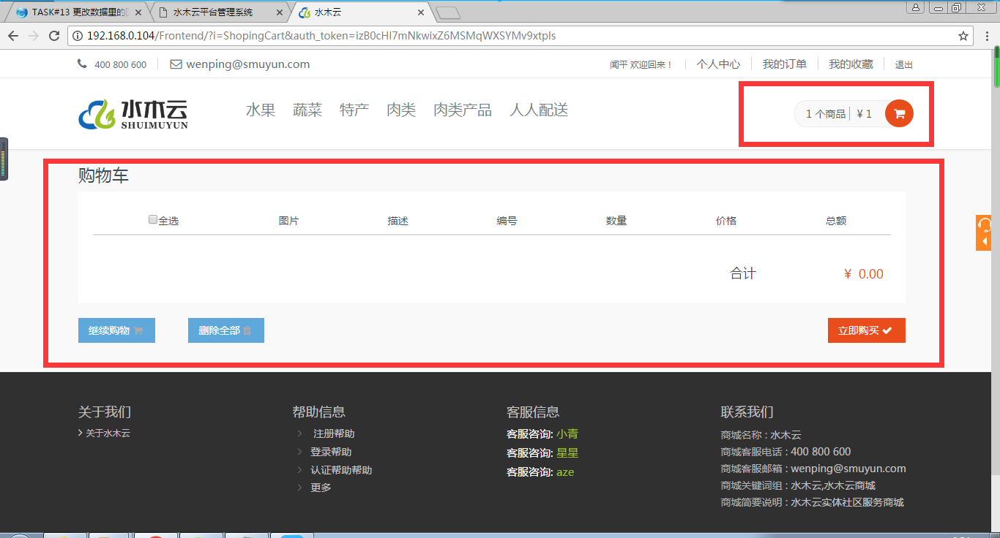 TASK#13 更改数据里的
水木云平台管理系统
水木云
192.168.0.104/Frontend/?i=ShopingCart&auth_token=izB0cHI7mNkwixZ6MSMqWXSYMv9xtpls
400 800 600 wenping@smuyun.com 闻平 欢迎回来！ 个人中心 我的订单 我的收藏 退出
水木云
SHUIMUYUN
水果 蔬菜 特产 肉类 肉类产品 人人配送
1 个商品 ¥ 1
购物车
全选 图片 描述 编号 数量 价格 总额
合计 ¥ 0.00
继续购物 删除全部 立即购买
关于我们
关于水木云
帮助信息
注册帮助
登录帮助
认证帮助帮助
更多
客服信息
客服咨询: 小青
客服咨询: 星星
客服咨询: aze
联系我们
商城名称 : 水木云
商城客服电话 : 400 800 600
商城客服邮箱 : wenping@smuyun.com
商城关键词组 : 水木云,水木云商城
商城简要说明 : 水木云实体社区服务商城